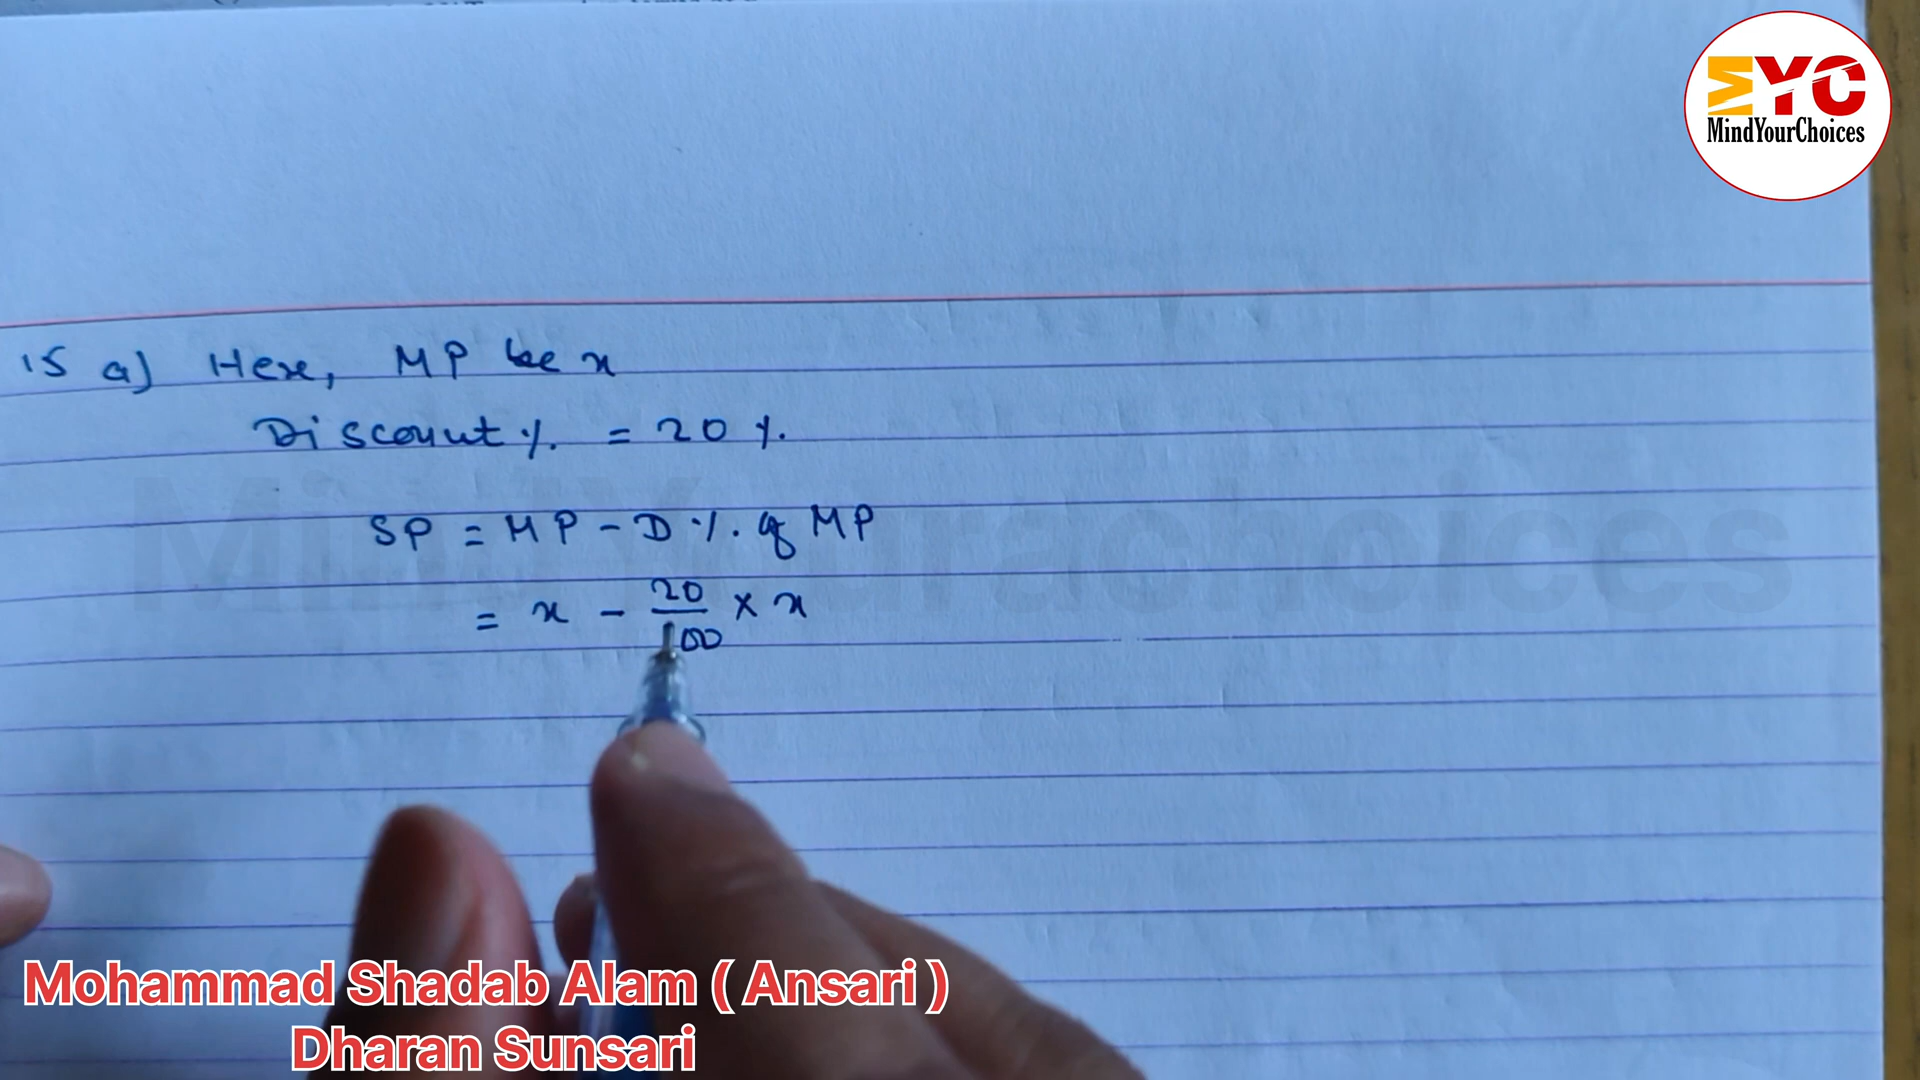 MYC
MindYourChoices
15 a) Here, MP be x
Discount % = 20 %.
SP = MP - D %. of MP
= x - 20/100 × x
MindYourachoices
Mohammad Shadab Alam ( Ansari )
Dharan Sunsari